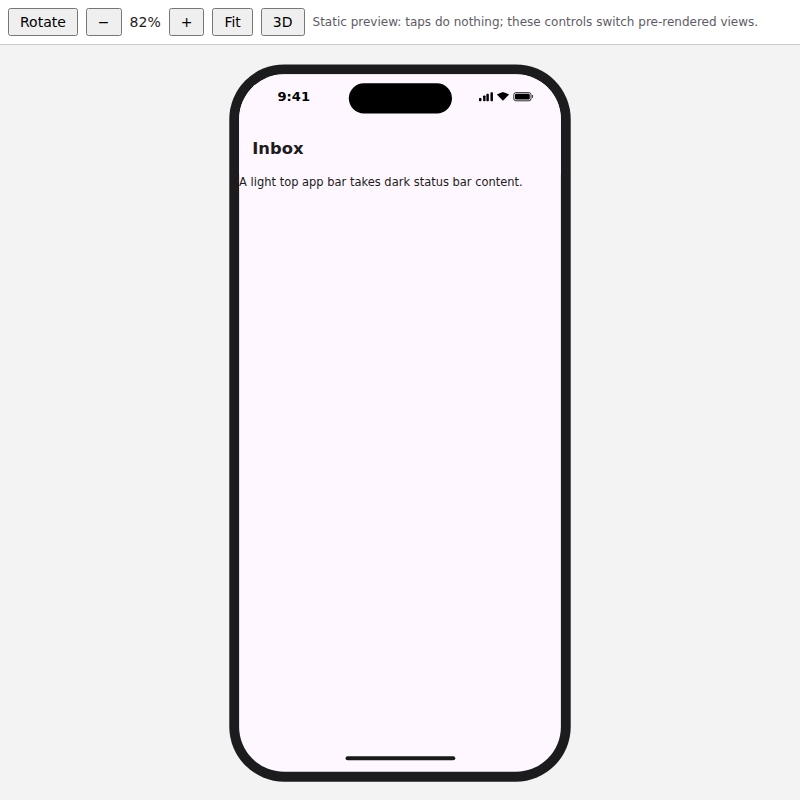 Rotate − 82% + Fit 3D Static preview: taps do nothing; these controls switch pre-rendered views.
9:41
Inbox
A light top app bar takes dark status bar content.